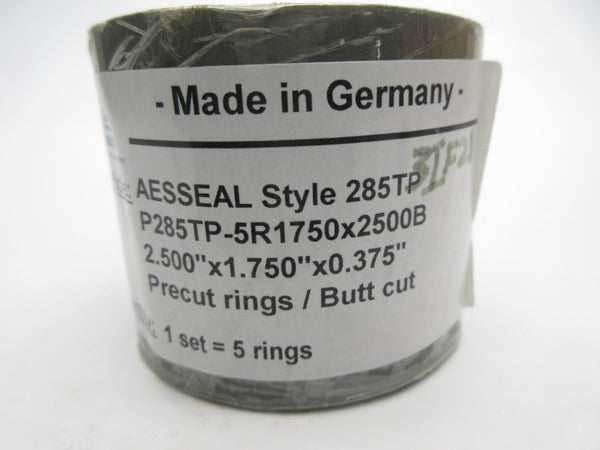 - Made in Germany -
AESSEAL Style 285TP
P285TP-5R1750x2500B
2.500"x1.750"x0.375"
Precut rings / Butt cut
1 set = 5 rings